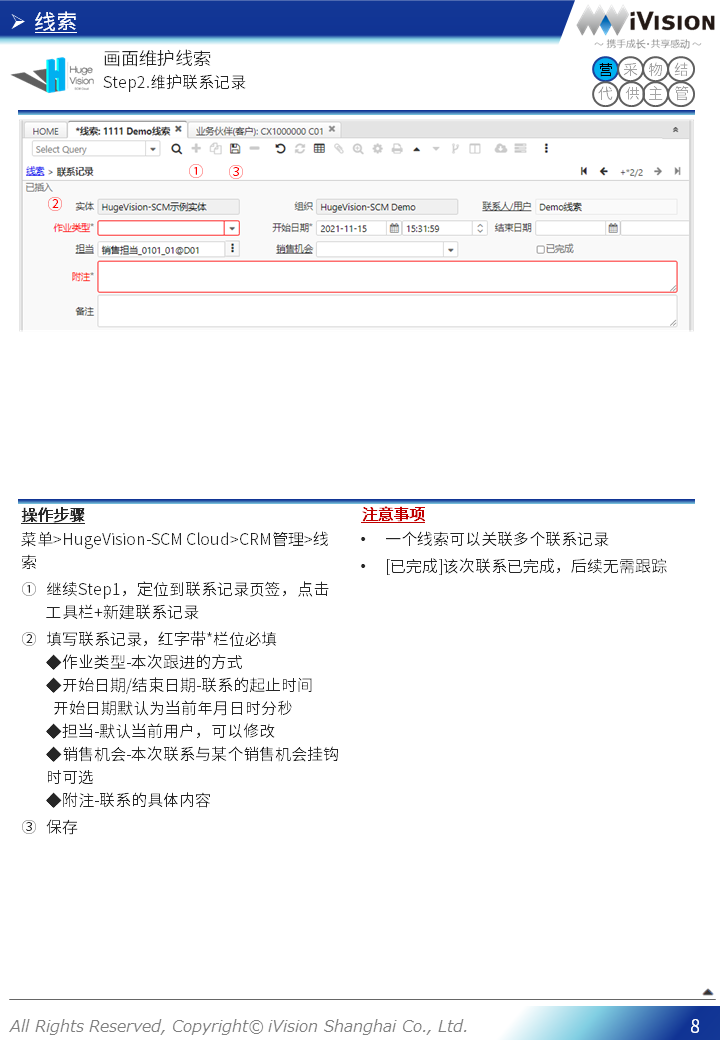 ➢ 线索
iVISION
～ 携手成长·共享感动 ～
Huge
Vision
画面维护线索
Step2.维护联系记录
营 采 物 结
代 供 主 管
HOME *线索: 1111 Demo线索 × 业务伙伴(客户): CX1000000 C01 ×
Select Query
线索 > 联系记录 ① ③ +*2/2
已插入
② 实体 HugeVision-SCM示例实体 组织 HugeVision-SCM Demo 联系人/用户 Demo线索
作业类型* 开始日期* 2021-11-15 15:31:59 结束日期
担当 销售担当_0101_01@D01 销售机会 已完成
附注*
备注
操作步骤
菜单>HugeVision-SCM Cloud>CRM管理>线
索
① 继续Step1，定位到联系记录页签，点击
工具栏+新建联系记录
② 填写联系记录，红字带*栏位必填
◆作业类型-本次跟进的方式
◆开始日期/结束日期-联系的起止时间
开始日期默认为当前年月日时分秒
◆担当-默认当前用户，可以修改
◆销售机会-本次联系与某个销售机会挂钩
时可选
◆附注-联系的具体内容
③ 保存
注意事项
• 一个线索可以关联多个联系记录
• [已完成]该次联系已完成，后续无需跟踪
All Rights Reserved, Copyright© iVision Shanghai Co., Ltd.
8